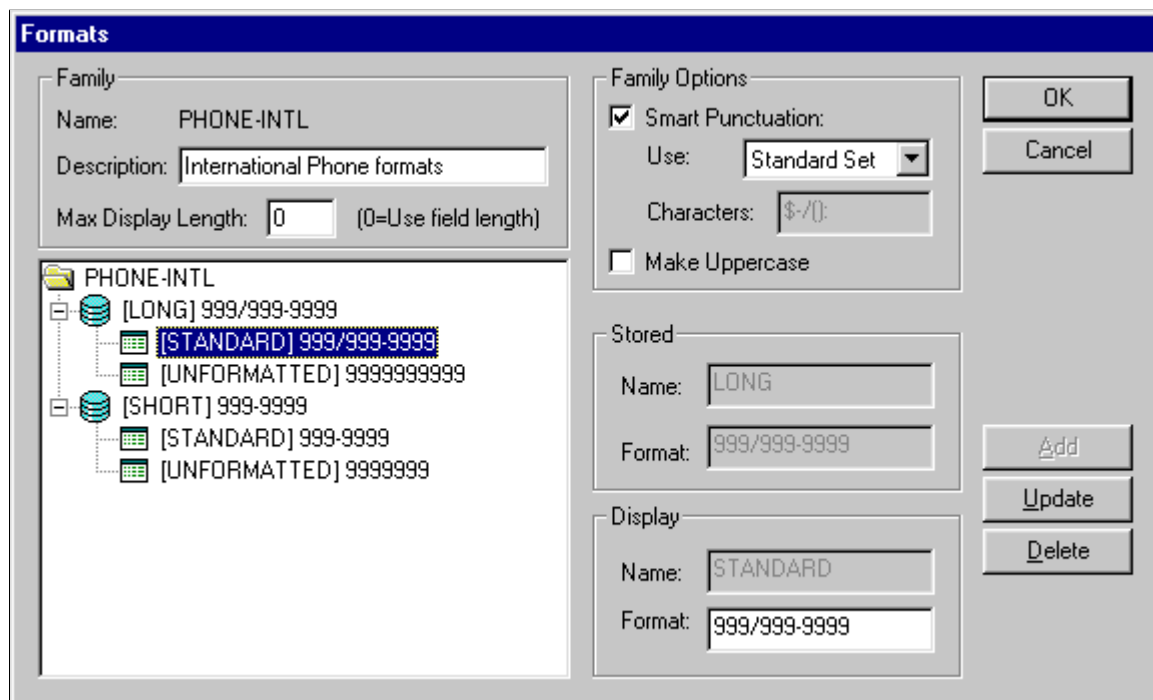 Formats
Family
Name: PHONE-INTL
Description: International Phone formats
Max Display Length: 0 (0=Use field length)
PHONE-INTL
[LONG] 999/999-9999
[STANDARD] 999/999-9999
[UNFORMATTED] 9999999999
[SHORT] 999-9999
[STANDARD] 999-9999
[UNFORMATTED] 9999999
Family Options
Smart Punctuation:
Use: Standard Set
Characters: $-/():
Make Uppercase
Stored
Name: LONG
Format: 999/999-9999
Display
Name: STANDARD
Format: 999/999-9999
OK
Cancel
Add
Update
Delete